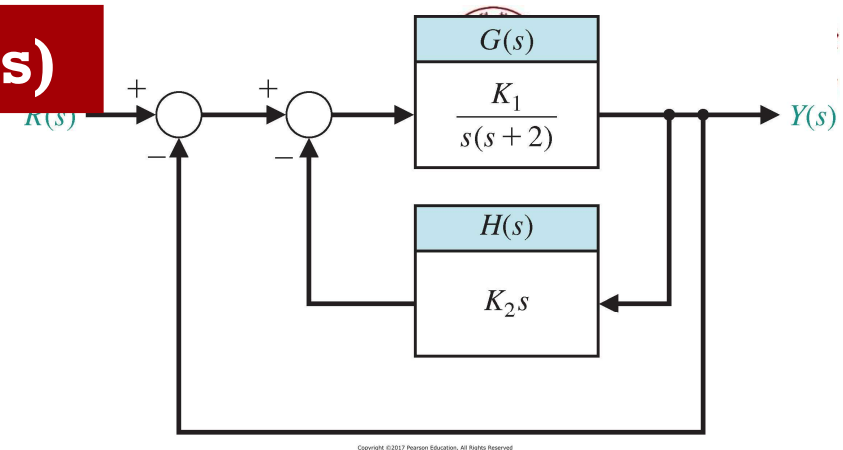 s)
G(s)
+
+
K₁
R(s)
Y(s)
s(s + 2)
−
−
H(s)
K₂s
Copyright ©2017 Pearson Education, All Rights Reserved